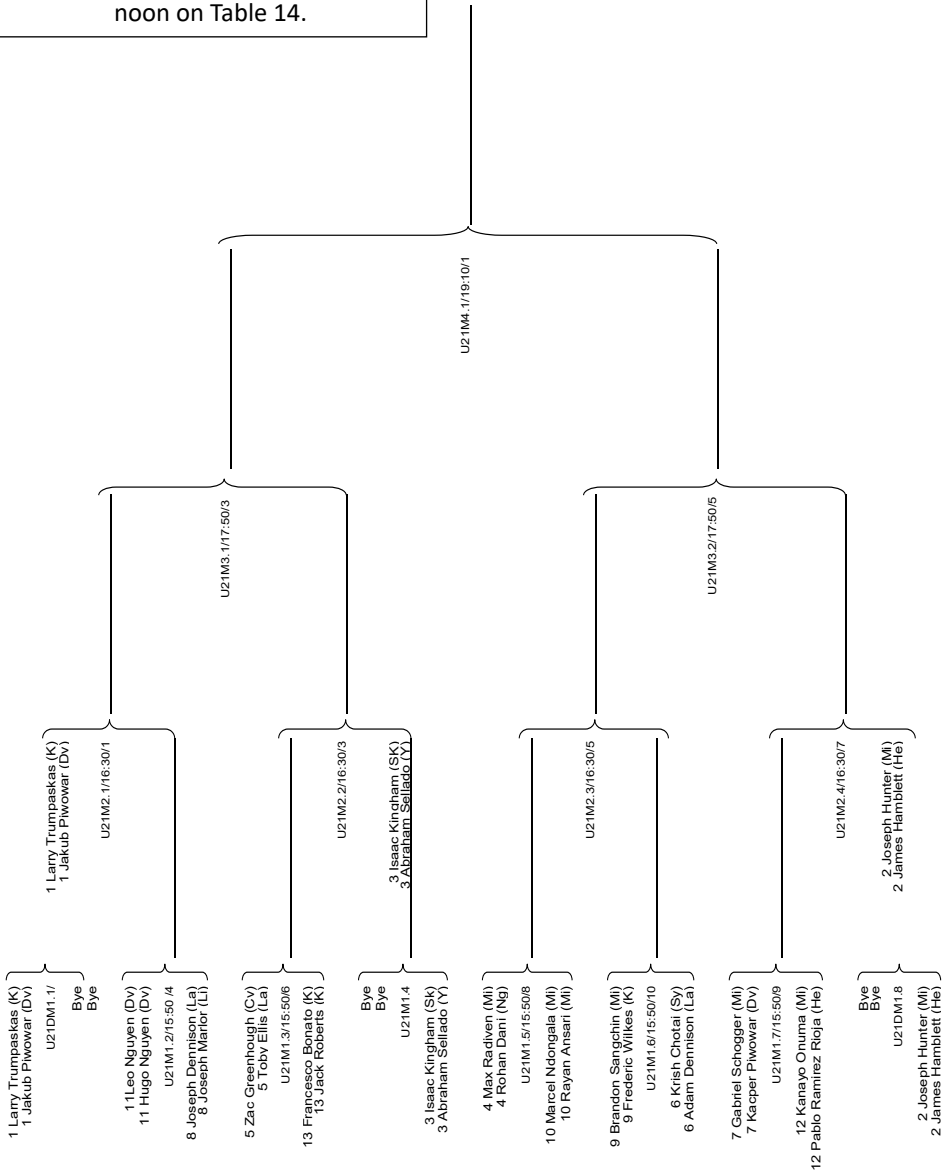 noon on Table 14.
U21M4.1/19:10/1
U21M3.1/17:50/3
U21M3.2/17:50/5
1 Larry Trumpaskas (K)
1 Jakub Piwowar (Dv)
U21M2.1/16:30/1
U21M2.2/16:30/3
3 Isaac Kingham (SK)
3 Abraham Sellado (Y)
U21M2.3/16:30/5
U21M2.4/16:30/7
2 Joseph Hunter (Mi)
2 James Hamblett (He)
1 Larry Trumpaskas (K)
1 Jakub Piwowar (Dv)
U21DM1.1/
Bye
Bye
11Leo Nguyen (Dv)
11 Hugo Nguyen (Dv)
U21M1.2/15:50 /4
8 Joseph Dennison (La)
8 Joseph Marlor (Li)
5 Zac Greenhough (Cv)
5 Toby Ellis (La)
U21M1.3/15:50/6
13 Francesco Bonato (K)
13 Jack Roberts (K)
Bye
Bye
U21M1.4
3 Isaac Kingham (Sk)
3 Abraham Sellado (Y)
4 Max Radiven (Mi)
4 Rohan Dani (Ng)
U21M1.5/15:50/8
10 Marcel Ndongala (Mi)
10 Rayan Ansari (Mi)
9 Brandon Sangchin (Mi)
9 Frederic Wilkes (K)
U21M1.6/15:50/10
6 Krish Chotai (Sy)
6 Adam Dennison (La)
7 Gabriel Schogger (Mi)
7 Kacper Piwowar (Dv)
U21M1.7/15:50/9
12 Kanayo Onuma (Mi)
12 Pablo Ramirez Rioja (He)
Bye
Bye
U21DM1.8
2 Joseph Hunter (Mi)
2 James Hamblett (He)